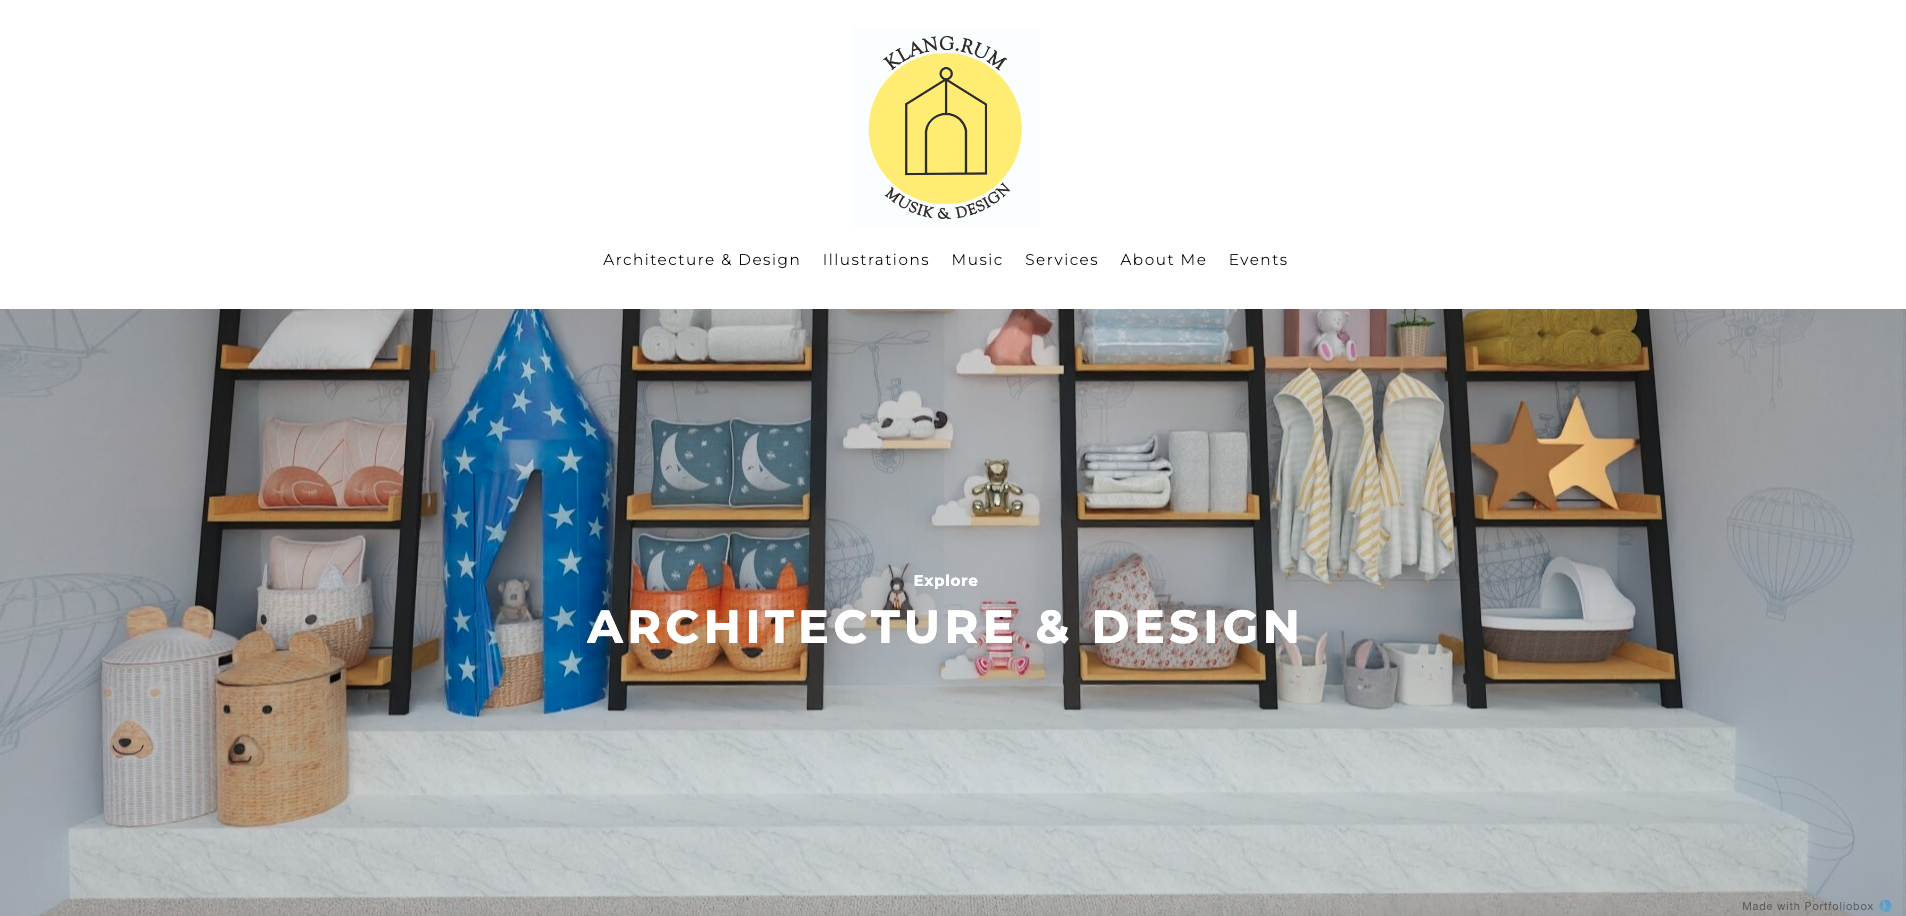 KLANG.RUM
MUSIK & DESIGN
Architecture & Design Illustrations Music Services About Me Events
Explore
ARCHITECTURE & DESIGN
Made with Portfoliobox